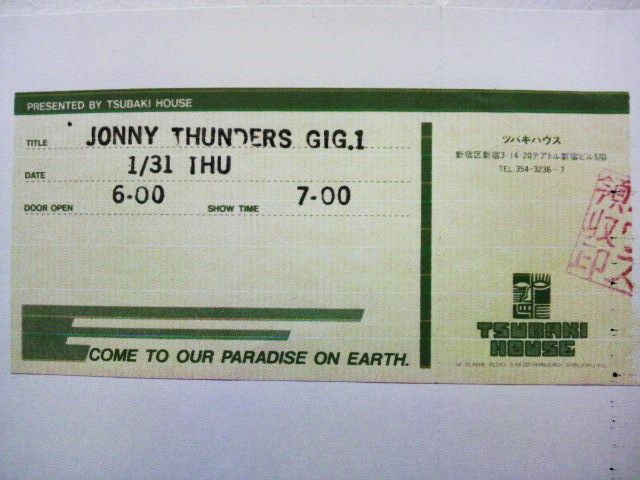 PRESENTED BY TSUBAKI HOUSE
TITLE JONNY THUNDERS GIG.1
DATE 1/31 THU
6-00 7-00
DOOR OPEN SHOW TIME
COME TO OUR PARADISE ON EARTH.
ツバキハウス
新宿区新宿3-14-20テアトル新宿ビル5階
TEL 354-3236~7
領収印
TSUBAKI
HOUSE